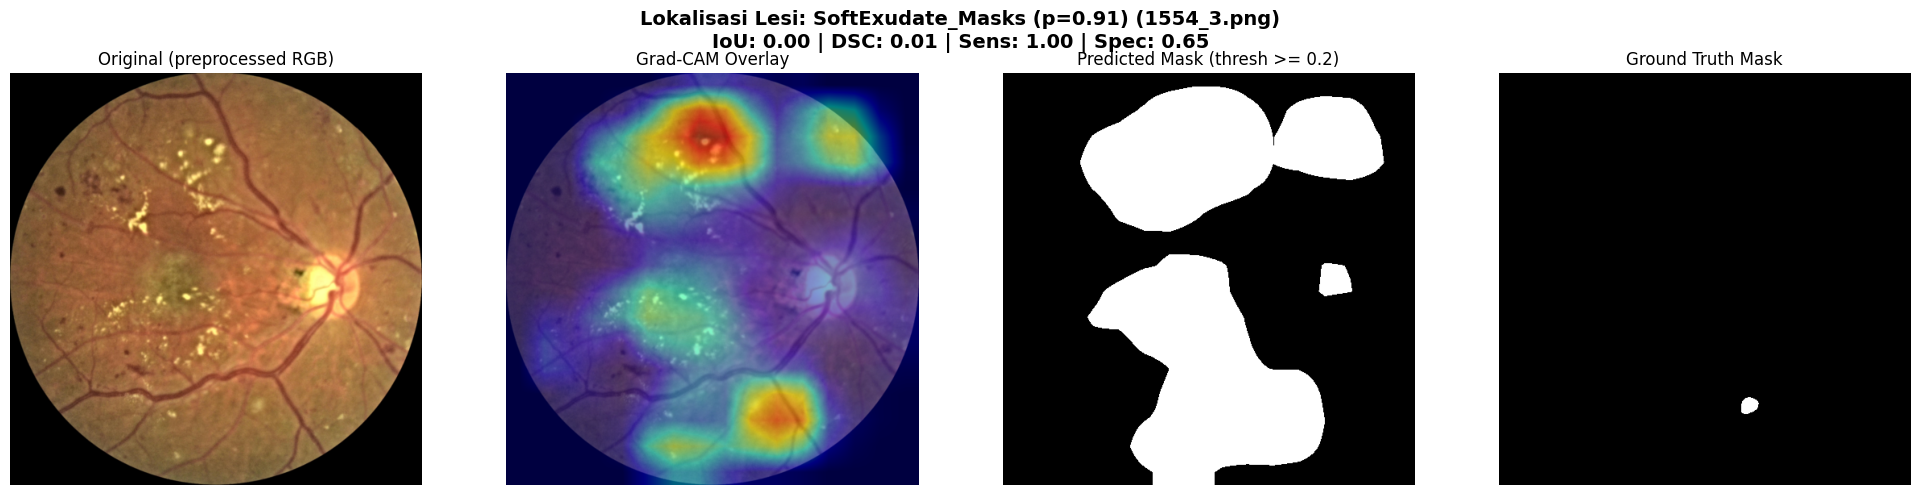 Lokalisasi Lesi: SoftExudate_Masks (p=0.91) (1554_3.png)
IoU: 0.00 | DSC: 0.01 | Sens: 1.00 | Spec: 0.65
Original (preprocessed RGB)
Grad-CAM Overlay
Predicted Mask (thresh >= 0.2)
Ground Truth Mask